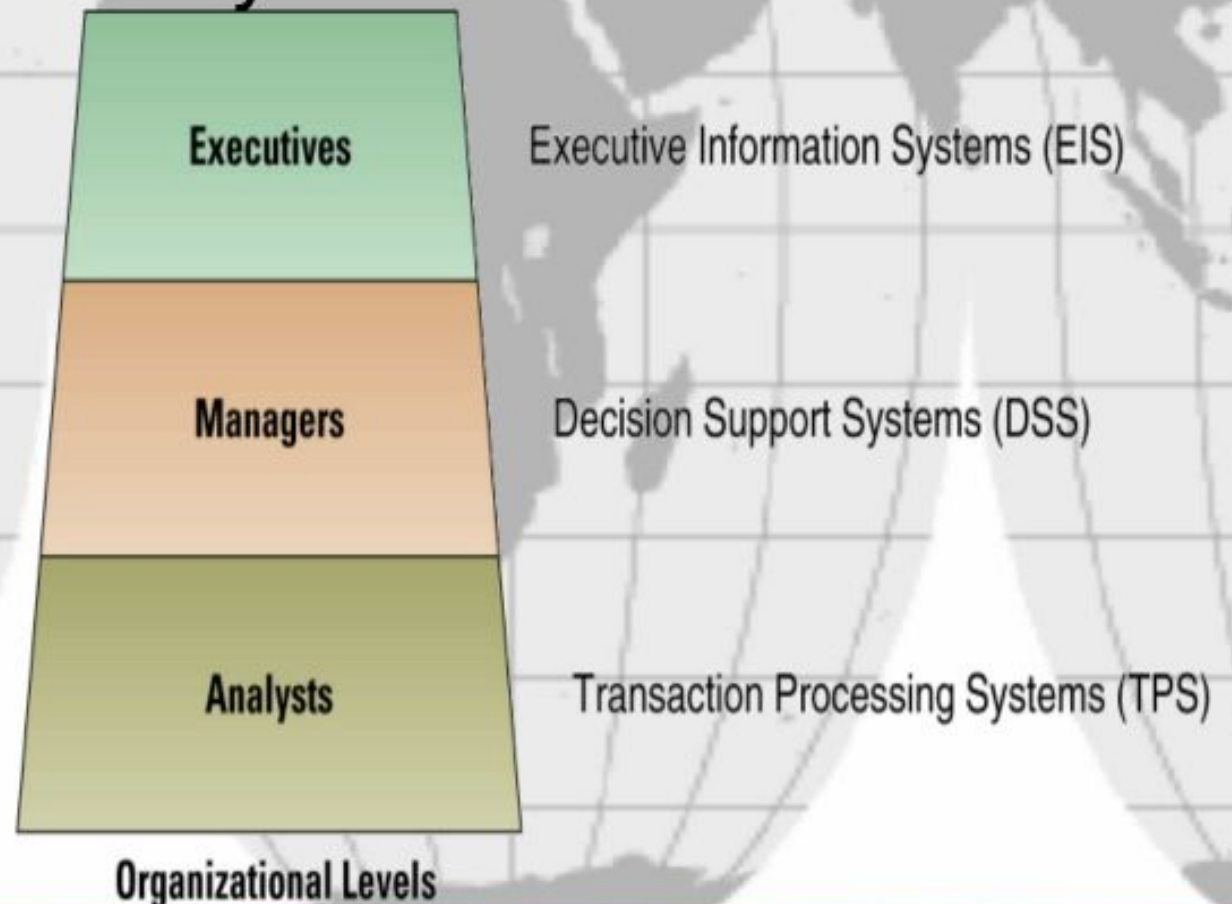 Executives Executive Information Systems (EIS)
Managers Decision Support Systems (DSS)
Analysts Transaction Processing Systems (TPS)
Organizational Levels